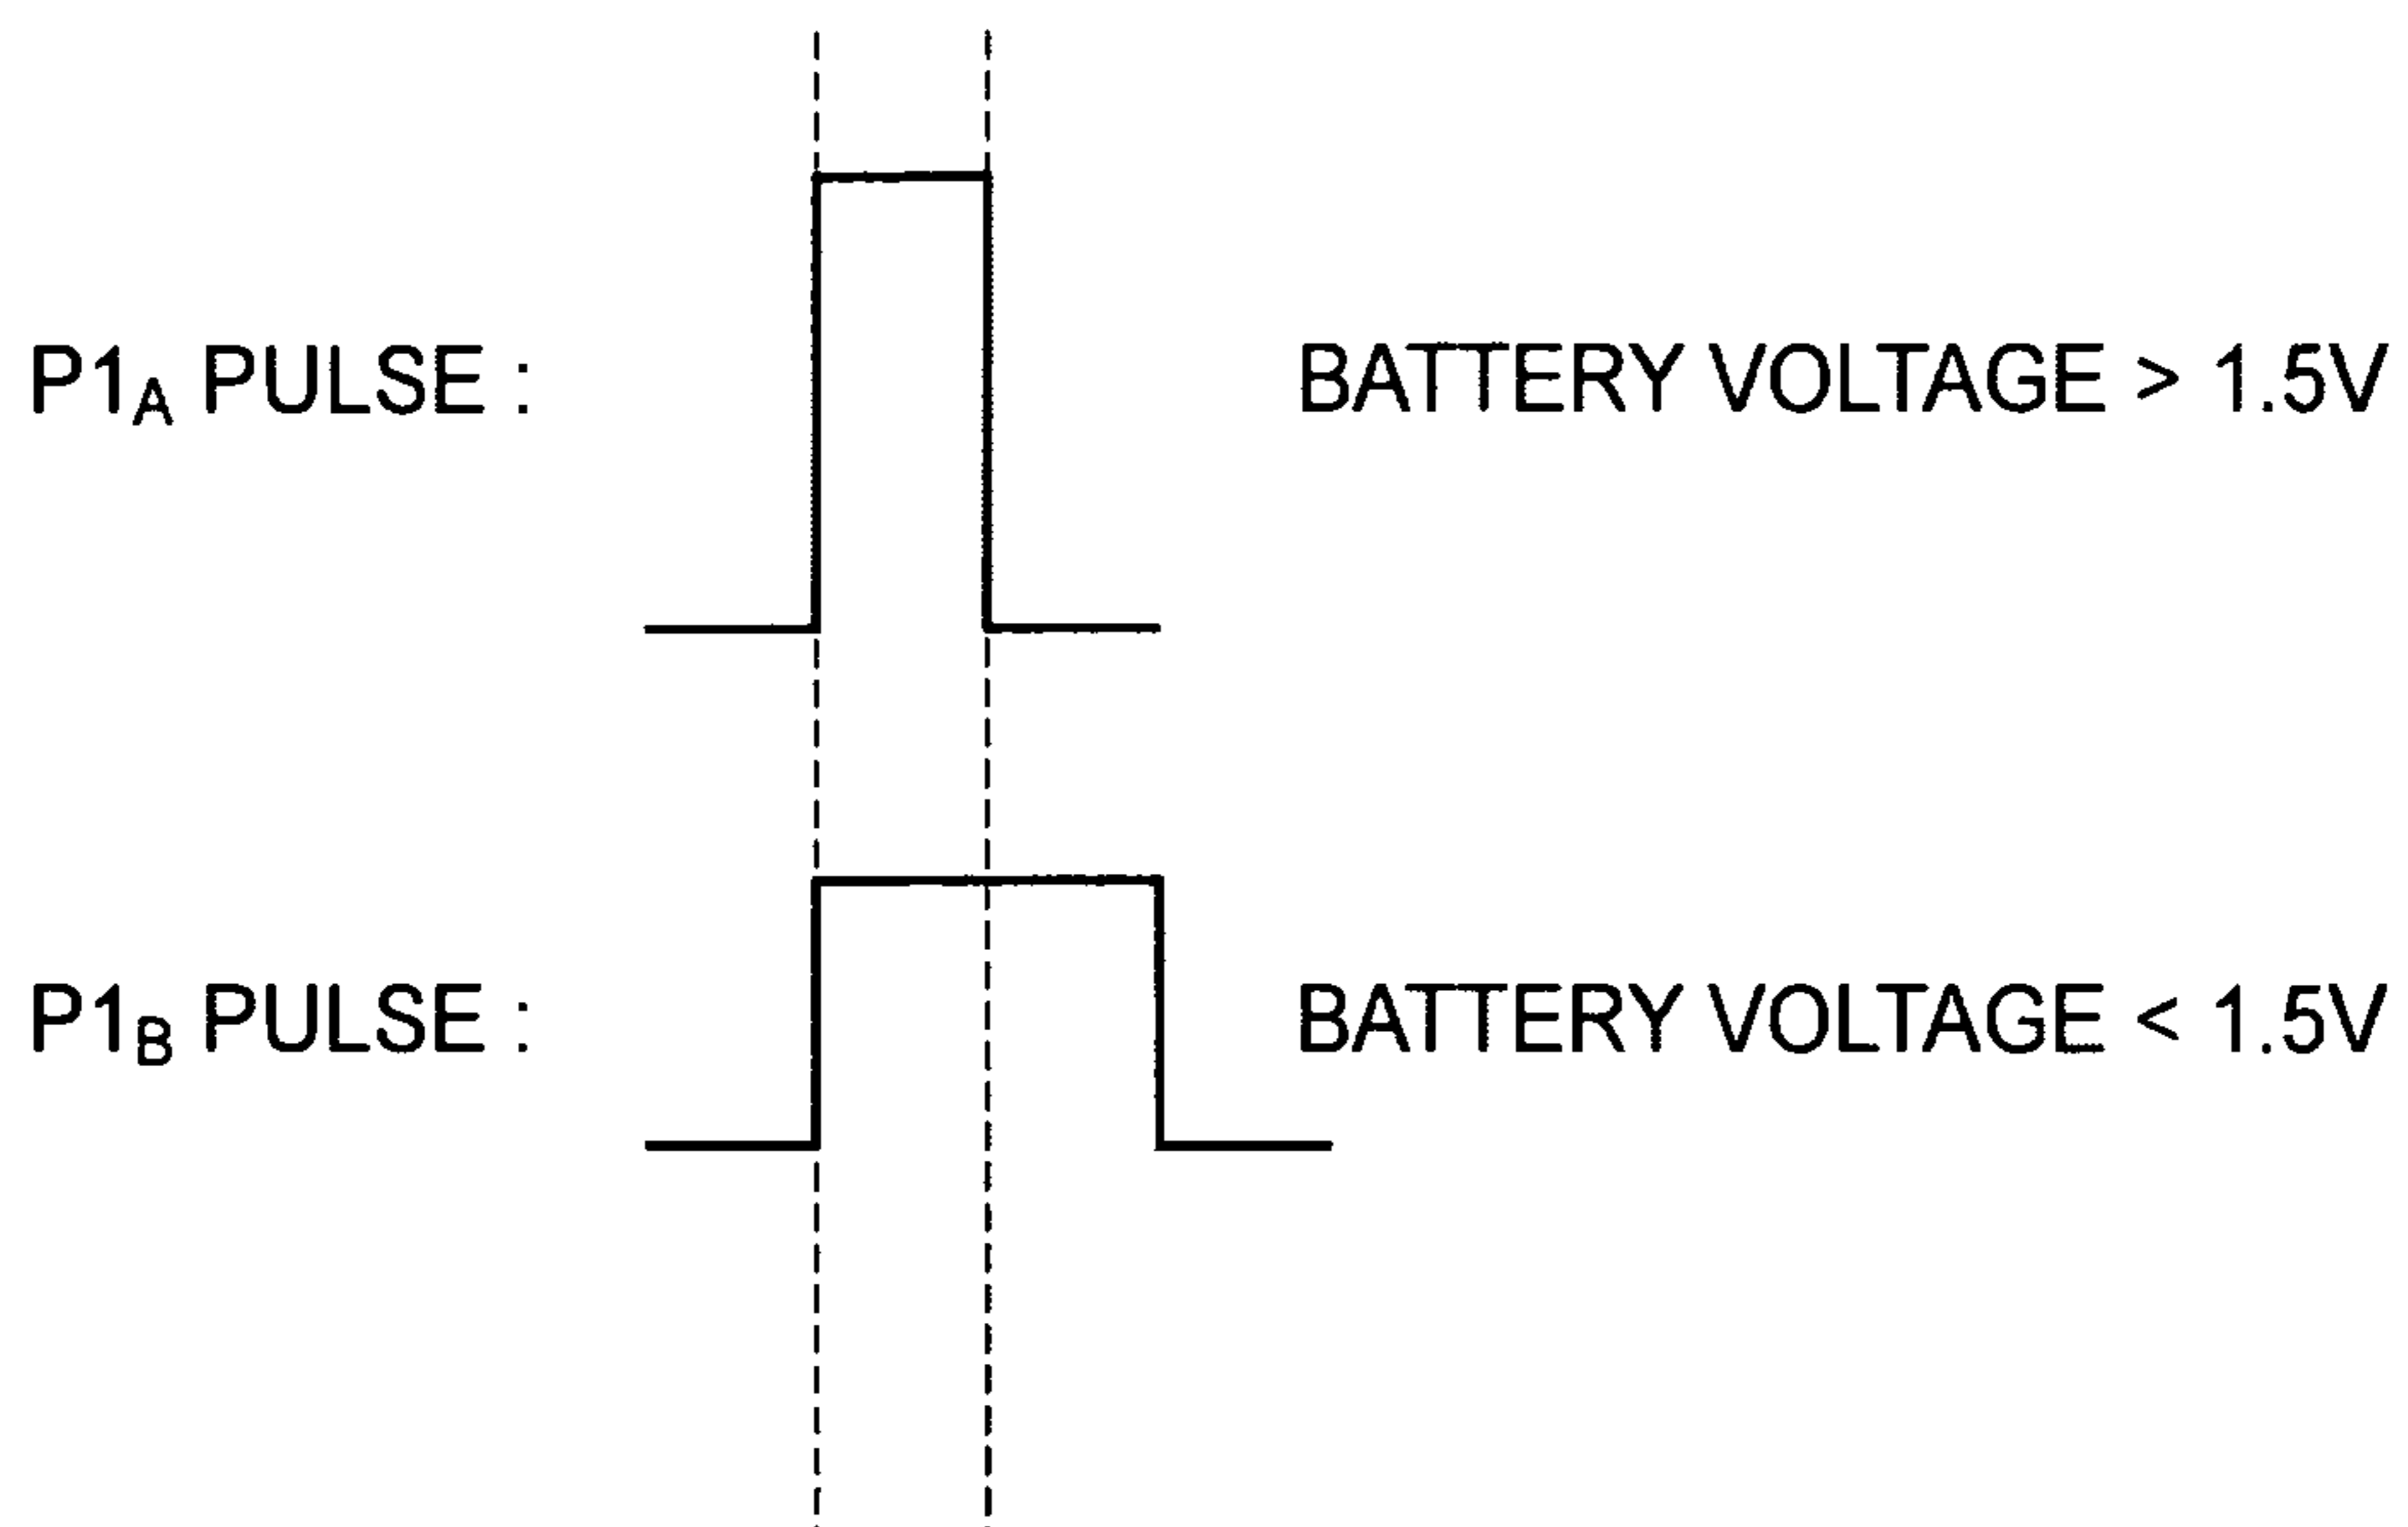 P1A PULSE : BATTERY VOLTAGE > 1.5V
P1B PULSE : BATTERY VOLTAGE < 1.5V